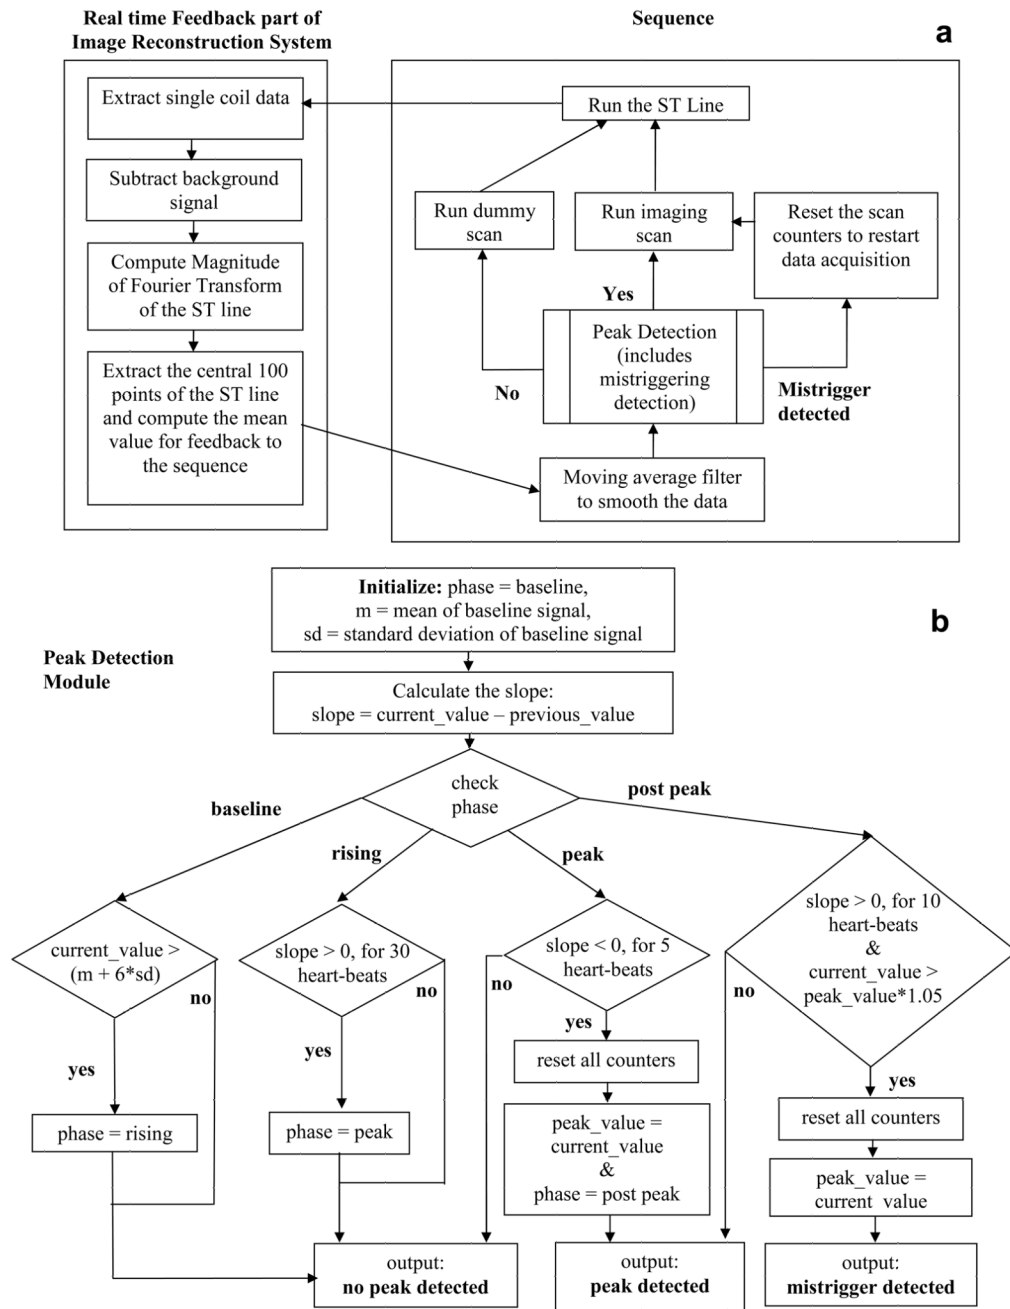 Real time Feedback part of
Image Reconstruction System
Sequence
a
Extract single coil data
Subtract background
signal
Compute Magnitude
of Fourier Transform
of the ST line
Extract the central 100
points of the ST line
and compute the mean
value for feedback to
the sequence
Run the ST Line
Run dummy
scan
Run imaging
scan
Reset the scan
counters to restart
data acquisition
Yes
No
Peak Detection
(includes
mistriggering
detection)
Mistrigger
detected
Moving average filter
to smooth the data
b
Peak Detection
Module
Initialize: phase = baseline,
m = mean of baseline signal,
sd = standard deviation of baseline signal
Calculate the slope:
slope = current_value – previous_value
check
phase
baseline
rising
peak
post peak
current_value >
(m + 6*sd)
no
yes
phase = rising
slope > 0, for 30
heart-beats
no
yes
phase = peak
slope < 0, for 5
heart-beats
no
yes
reset all counters
peak_value =
current_value
&
phase = post peak
slope > 0, for 10
heart-beats
&
current_value >
peak_value*1.05
no
yes
reset all counters
peak_value =
current_value
output:
no peak detected
output:
peak detected
output:
mistrigger detected